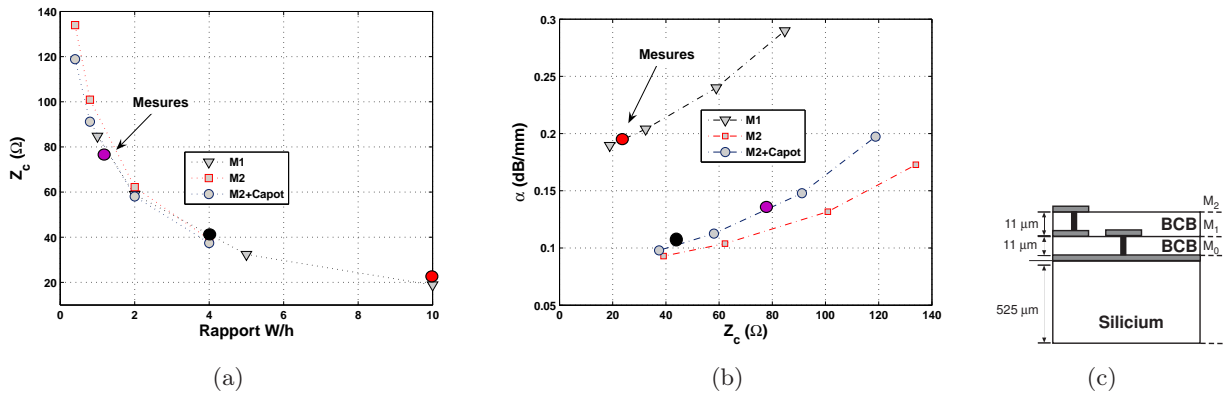 140
120
100
80
60
40
20
0
2
4
6
8
10
Z_c (Ω)
Rapport W/h
Mesures
M1
M2
M2+Capot
(a)
0.3
0.25
0.2
0.15
0.1
0.05
0
20
40
60
80
100
120
140
α (dB/mm)
Z_c (Ω)
Mesures
M1
M2
M2+Capot
(b)
M_2
11 μm
BCB
M_1
11 μm
BCB
M_0
525 μm
Silicium
(c)